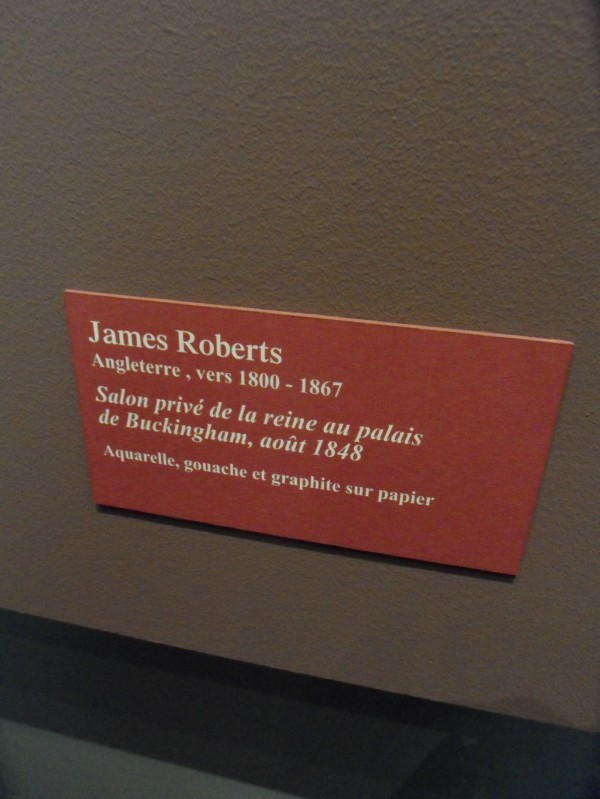 James Roberts
Angleterre , vers 1800 - 1867
Salon privé de la reine au palais
de Buckingham, août 1848
Aquarelle, gouache et graphite sur papier